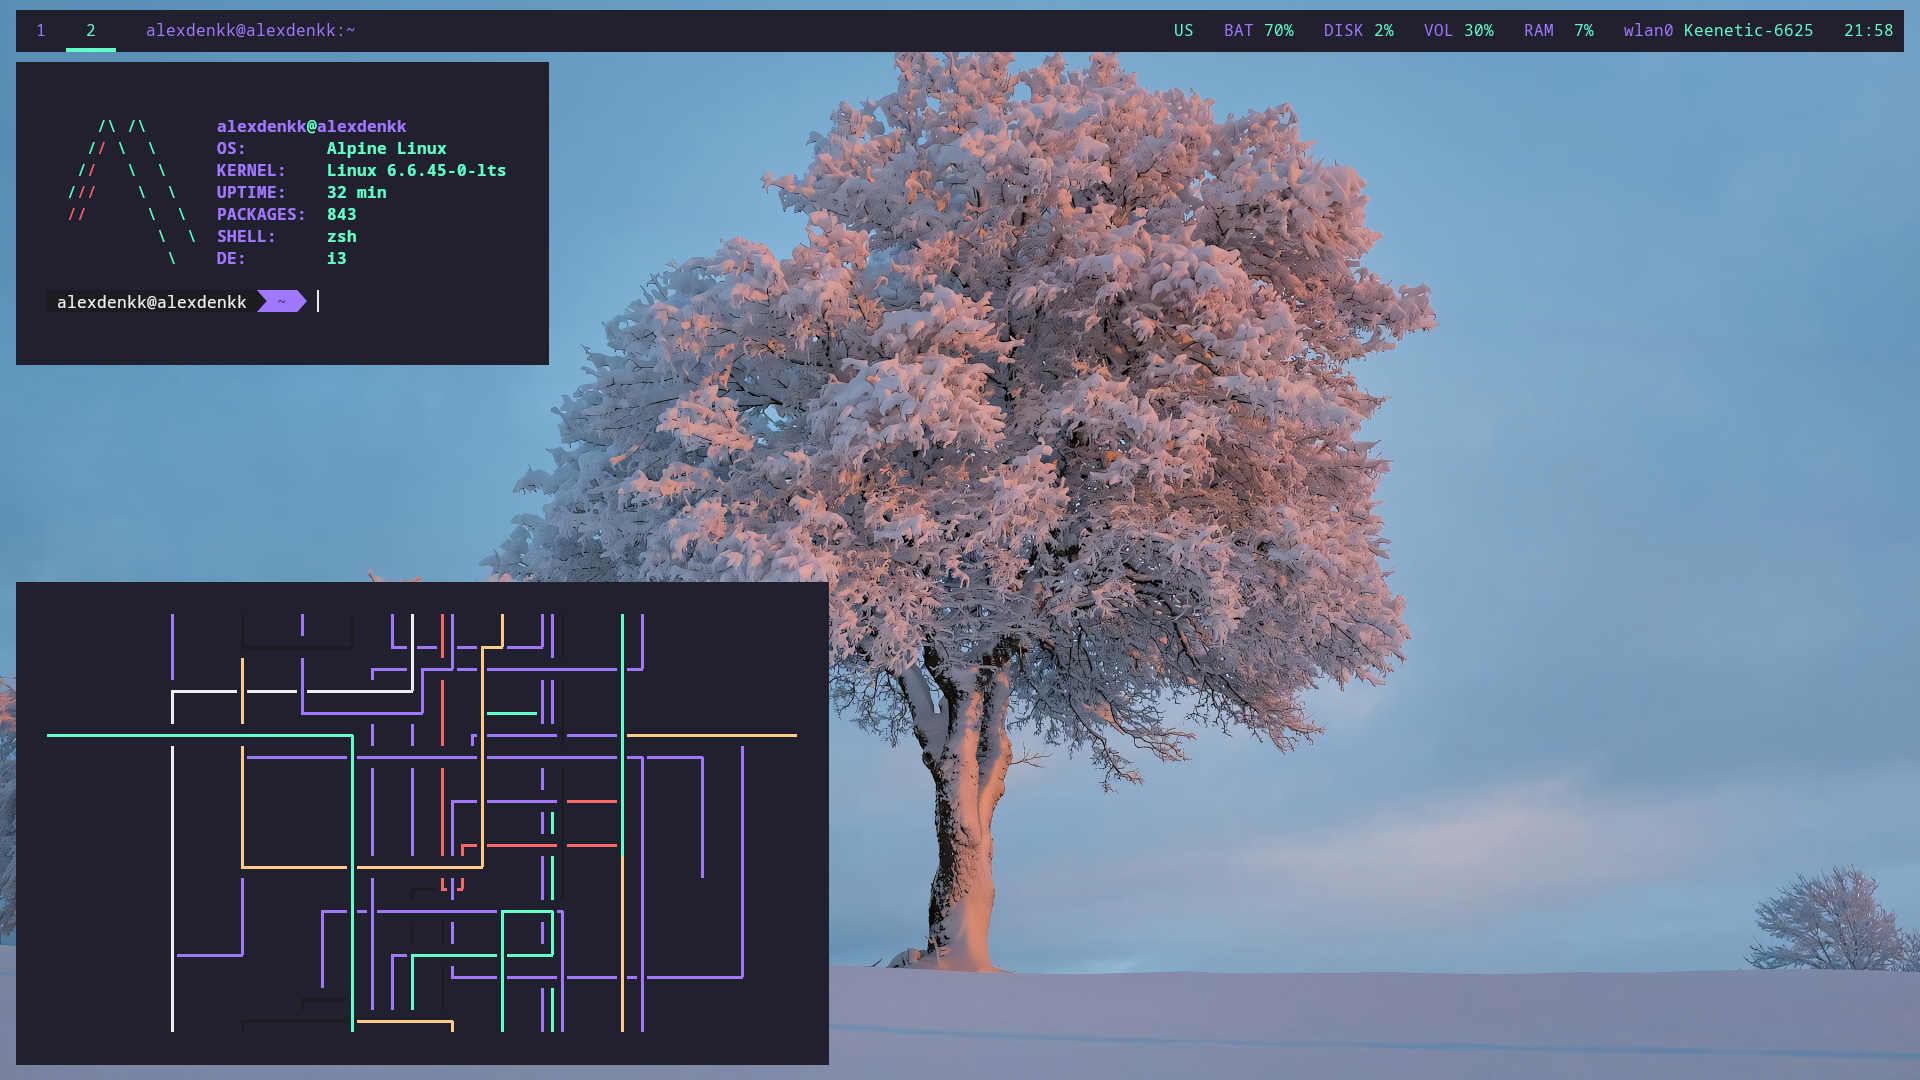 1 2 alexdenkk@alexdenkk:~ US BAT 70% DISK 2% VOL 30% RAM 7% wlan0 Keenetic-6625 21:58
/\ /\ alexdenkk@alexdenkk
// \ \ OS: Alpine Linux
// \ \ KERNEL: Linux 6.6.45-0-lts
/// \ \ UPTIME: 32 min
// \ \ PACKAGES: 843
\ \ SHELL: zsh
\ DE: i3
alexdenkk@alexdenkk ~